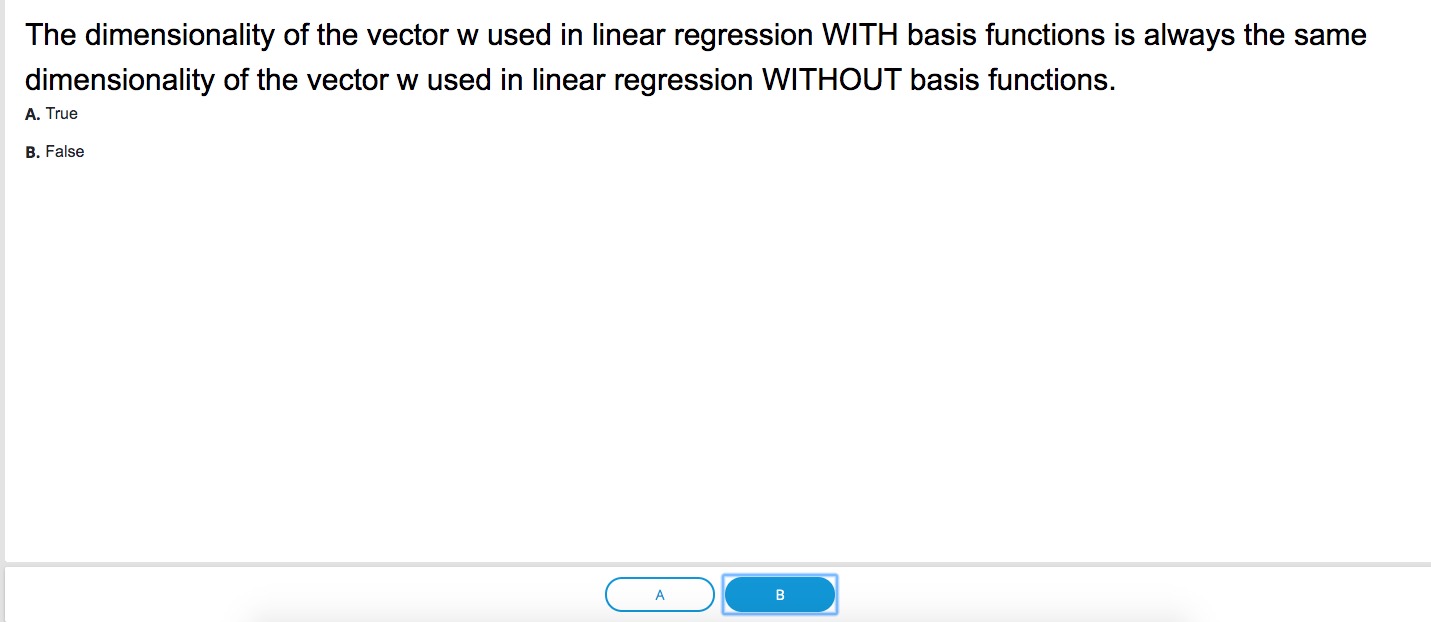 The dimensionality of the vector w used in linear regression WITH basis functions is always the same
dimensionality of the vector w used in linear regression WITHOUT basis functions.
A. True
B. False
A
B